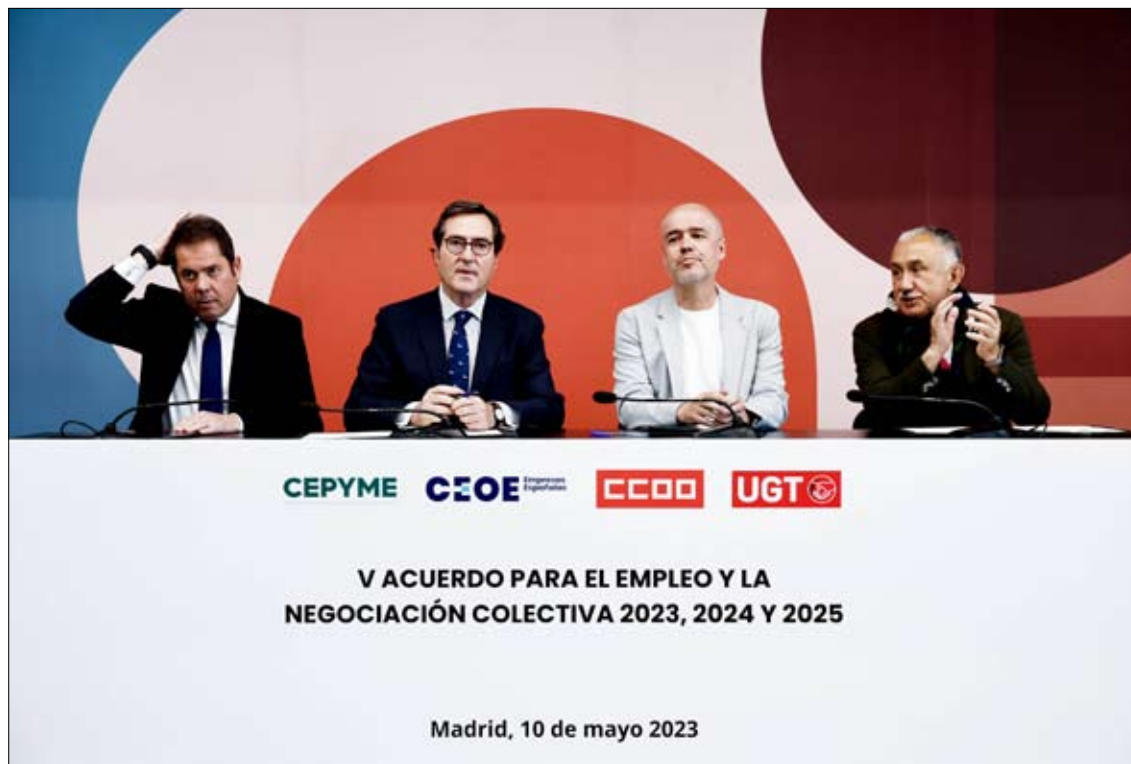 CEPYME CEOE Empresas Españolas CCOO UGT
V ACUERDO PARA EL EMPLEO Y LA
NEGOCIACIÓN COLECTIVA 2023, 2024 Y 2025
Madrid, 10 de mayo 2023